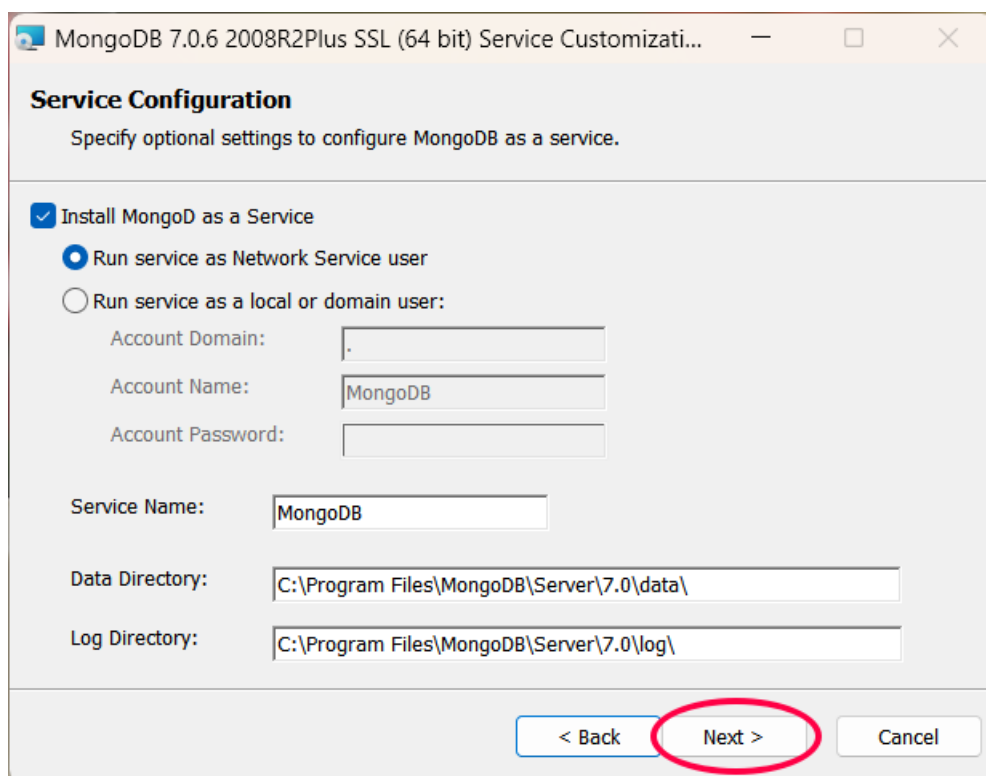 MongoDB 7.0.6 2008R2Plus SSL (64 bit) Service Customizati...
Service Configuration
Specify optional settings to configure MongoDB as a service.
Install MongoD as a Service
Run service as Network Service user
Run service as a local or domain user:
Account Domain: .
Account Name: MongoDB
Account Password:
Service Name: MongoDB
Data Directory: C:\Program Files\MongoDB\Server\7.0\data\
Log Directory: C:\Program Files\MongoDB\Server\7.0\log\
< Back Next > Cancel